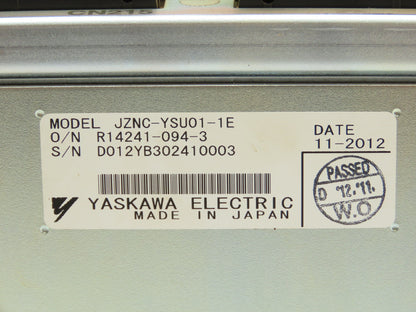 CN215
MODEL JZNC-YSU01-1E
O/N R14241-094-3
S/N D012YB302410003
DATE
11-2012
PASSED
D '12.'11.
W.O
YASKAWA ELECTRIC
MADE IN JAPAN